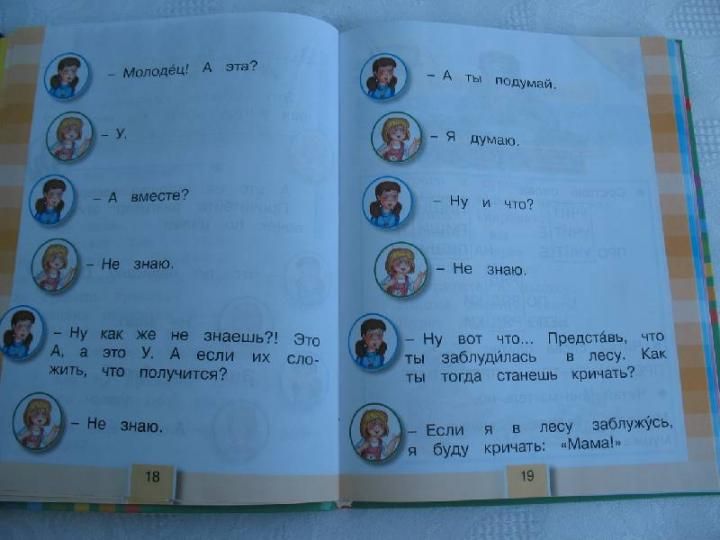 – Молоде́ц! А эта?
– У.
– А вместе?
– Не знаю.
– Ну как же не знаешь?! Это
А, а это У. А если их сло-
жить, что получится?
– Не знаю.
18
– А ты подумай.
– Я думаю.
– Ну и что?
– Не знаю.
– Ну вот что... Предста́вь, что
ты заблуди́лась в лесу. Как
ты тогда станешь кричать?
– Если я в лесу заблужу́сь,
я буду кричать: «Мама!»
19